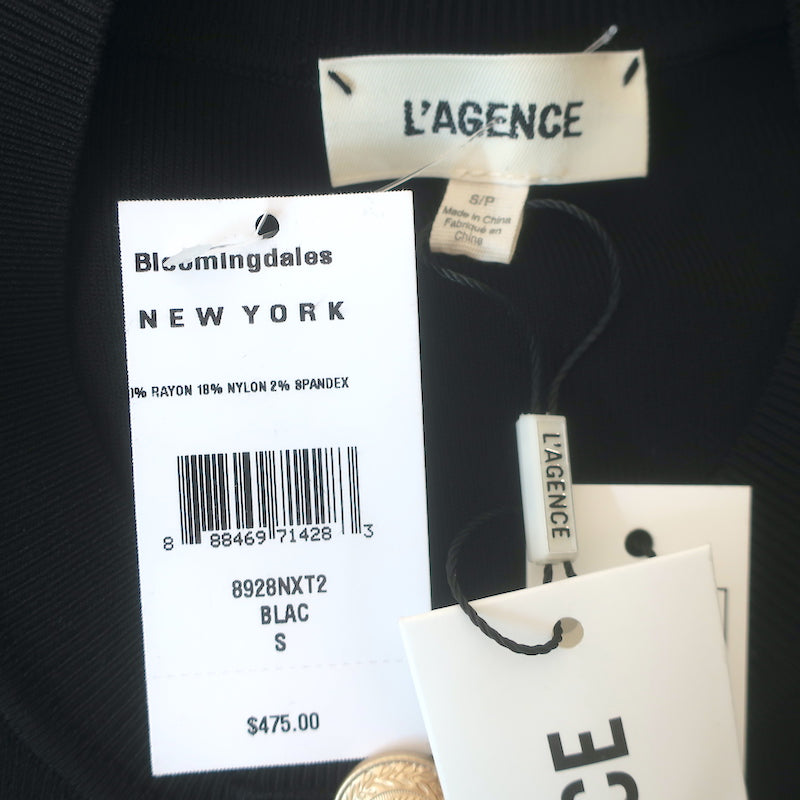 L'AGENCE
S/P
Made in China
Fabriqué en
Chine
Bloomingdales
NEW YORK
% RAYON 18% NYLON 2% SPANDEX
8 88469 71428 3
8928NXT2
BLAC
S
$475.00
L'AGENCE
CE